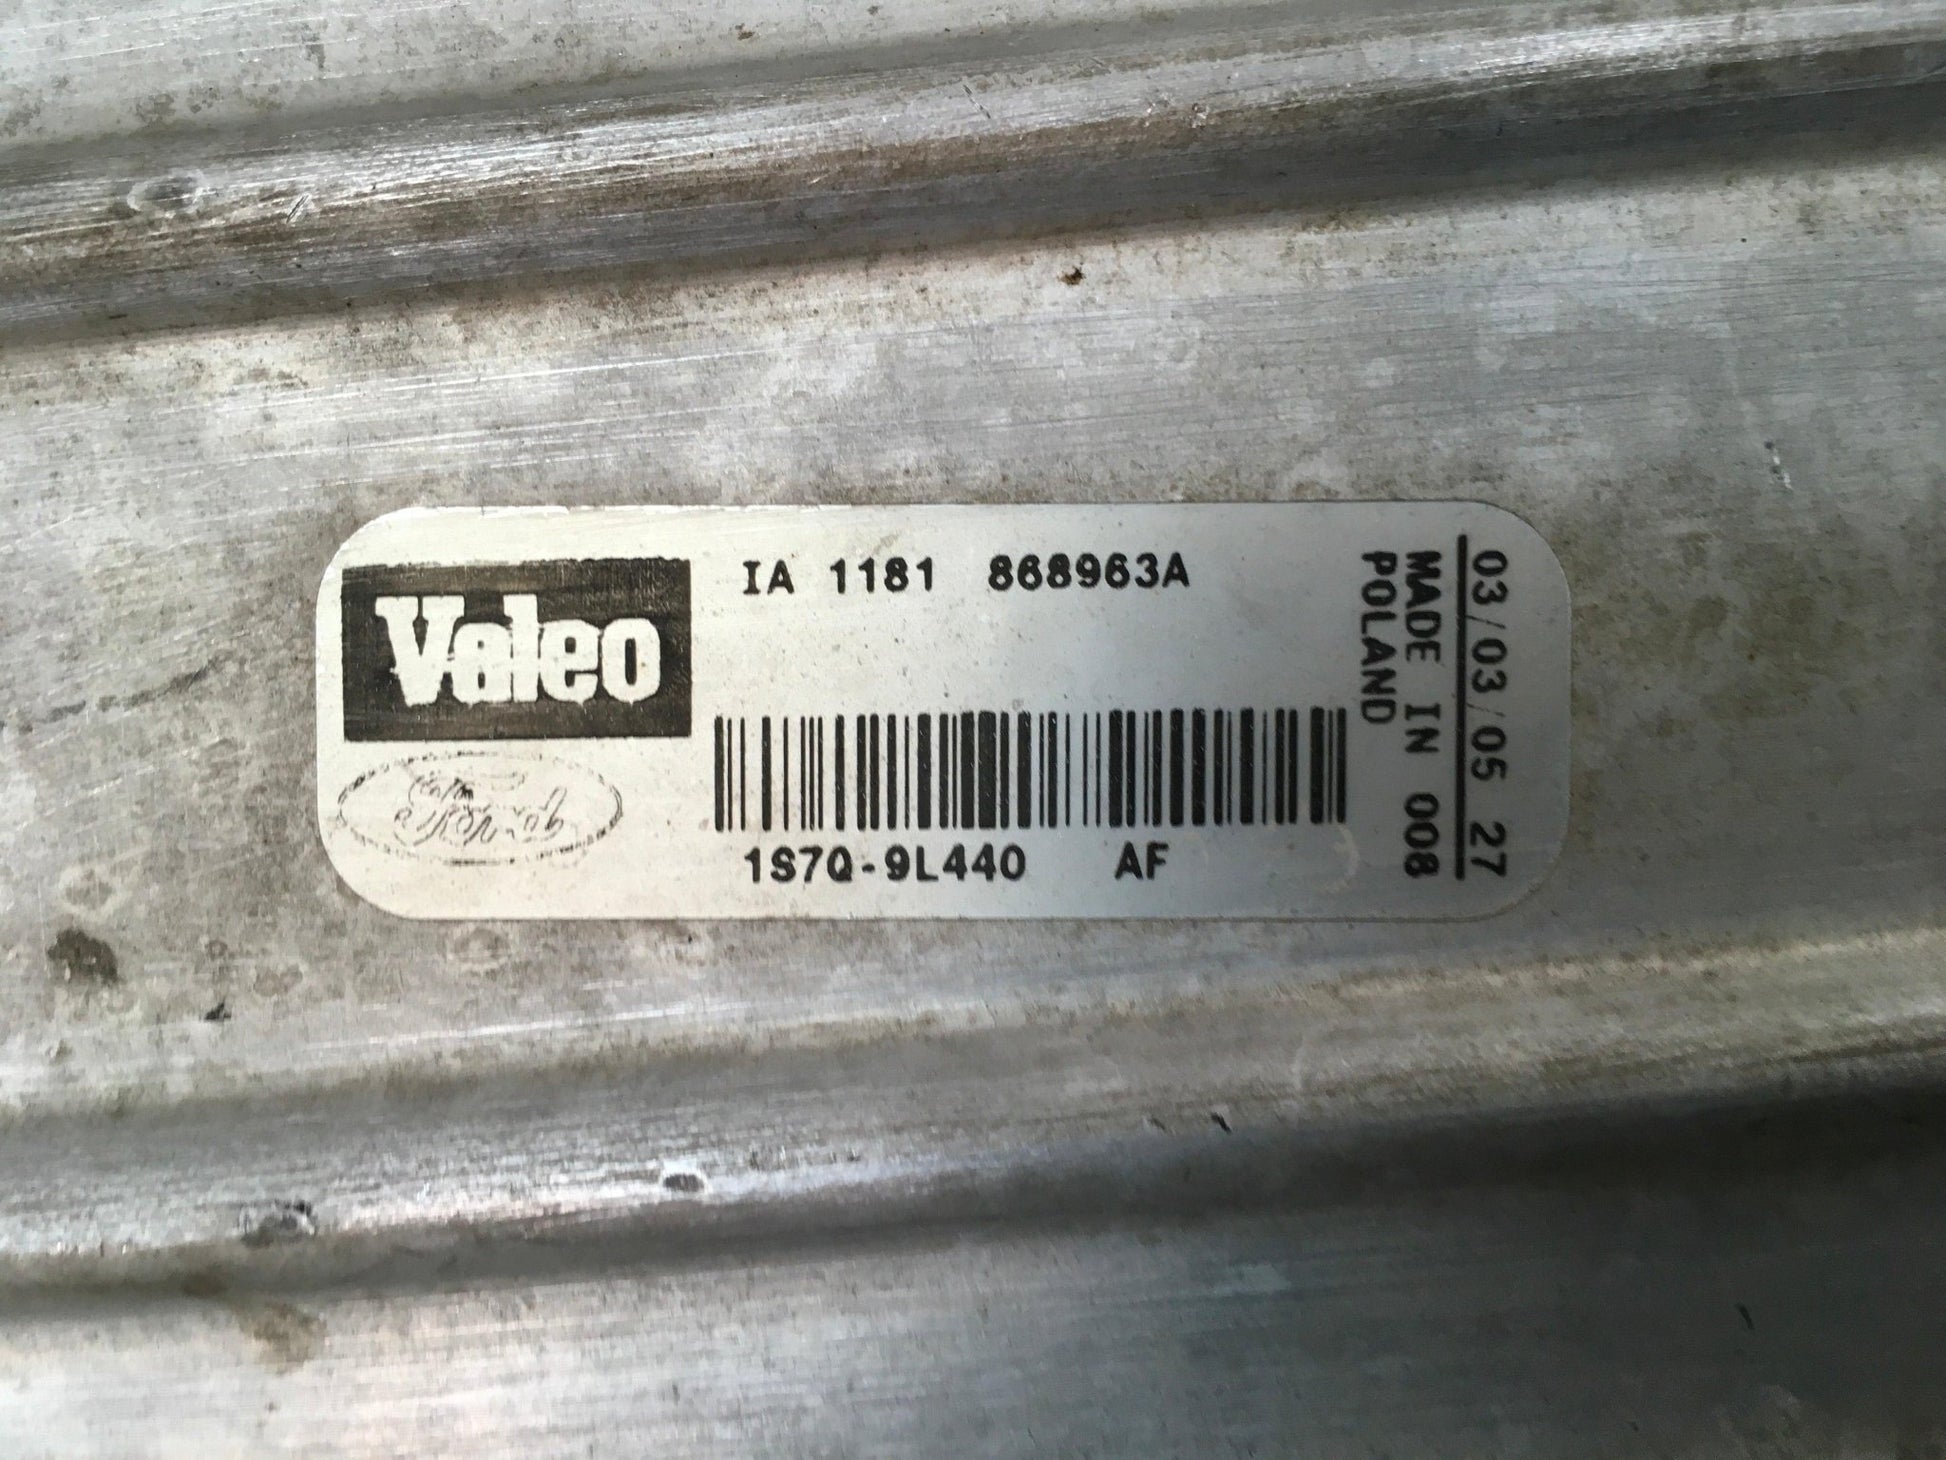 Valeo
IA 1181 868963A
1S7Q-9L440 AF
03/03/05 27
MADE IN 008
POLAND